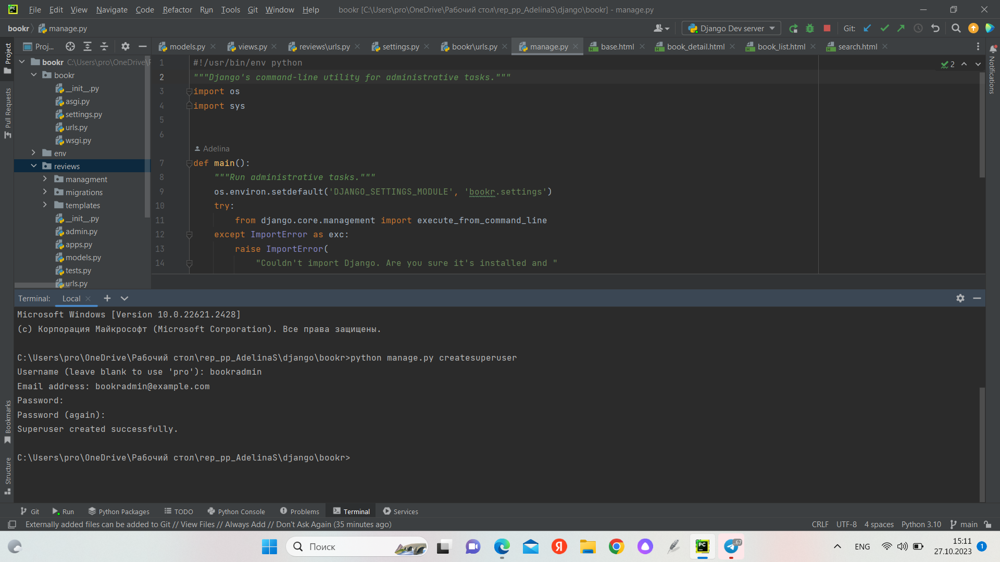 File Edit View Navigate Code Refactor Run Tools Git Window Help bookr [C:\Users\pro\OneDrive\Рабочий стол\rep_pp_AdelinaS\django\bookr] - manage.py
bookr manage.py Django Dev server Git:
Project
Pull Requests
Bookmarks
Structure
Notifications
Proj...
models.py views.py reviews\urls.py settings.py bookr\urls.py manage.py base.html book_detail.html book_list.html search.html
bookr C:\Users\pro\OneDrive\
bookr
__init__.py
asgi.py
settings.py
urls.py
wsgi.py
env
reviews
managment
migrations
templates
__init__.py
admin.py
apps.py
models.py
tests.py
urls.py
2
1 #!/usr/bin/env python
2 """Django's command-line utility for administrative tasks."""
3 import os
4 import sys
5
6
Adelina
7 def main():
8 """Run administrative tasks."""
9 os.environ.setdefault('DJANGO_SETTINGS_MODULE', 'bookr.settings')
10 try:
11 from django.core.management import execute_from_command_line
12 except ImportError as exc:
13 raise ImportError(
14 "Couldn't import Django. Are you sure it's installed and "
Terminal: Local
Microsoft Windows [Version 10.0.22621.2428]
(c) Корпорация Майкрософт (Microsoft Corporation). Все права защищены.
C:\Users\pro\OneDrive\Рабочий стол\rep_pp_AdelinaS\django\bookr>python manage.py createsuperuser
Username (leave blank to use 'pro'): bookradmin
Email address: bookradmin@example.com
Password:
Password (again):
Superuser created successfully.
C:\Users\pro\OneDrive\Рабочий стол\rep_pp_AdelinaS\django\bookr>
Git Run Python Packages TODO Python Console Problems Terminal Services
Externally added files can be added to Git // View Files // Always Add // Don't Ask Again (35 minutes ago) CRLF UTF-8 4 spaces Python 3.10 main
Поиск
PC
67
ENG
15:11
27.10.2023
1